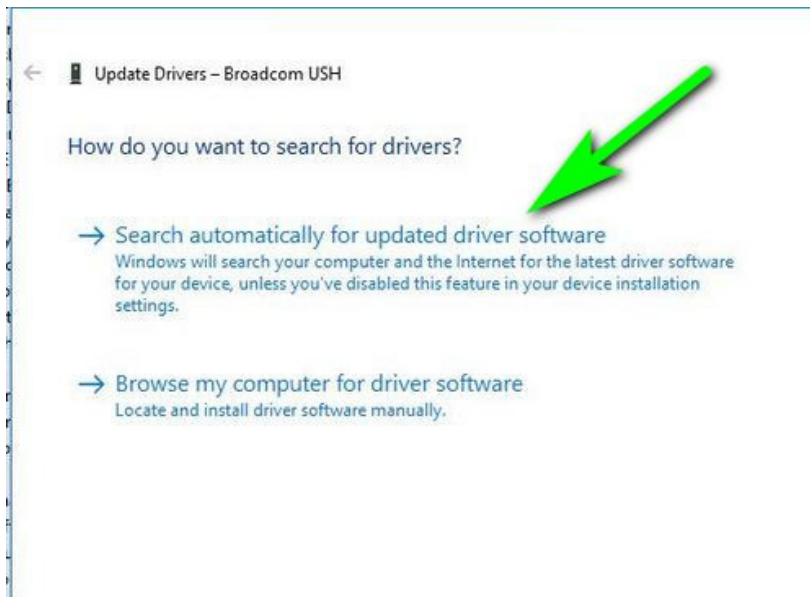 Update Drivers – Broadcom USH
How do you want to search for drivers?
Search automatically for updated driver software
Windows will search your computer and the Internet for the latest driver software
for your device, unless you've disabled this feature in your device installation
settings.
Browse my computer for driver software
Locate and install driver software manually.